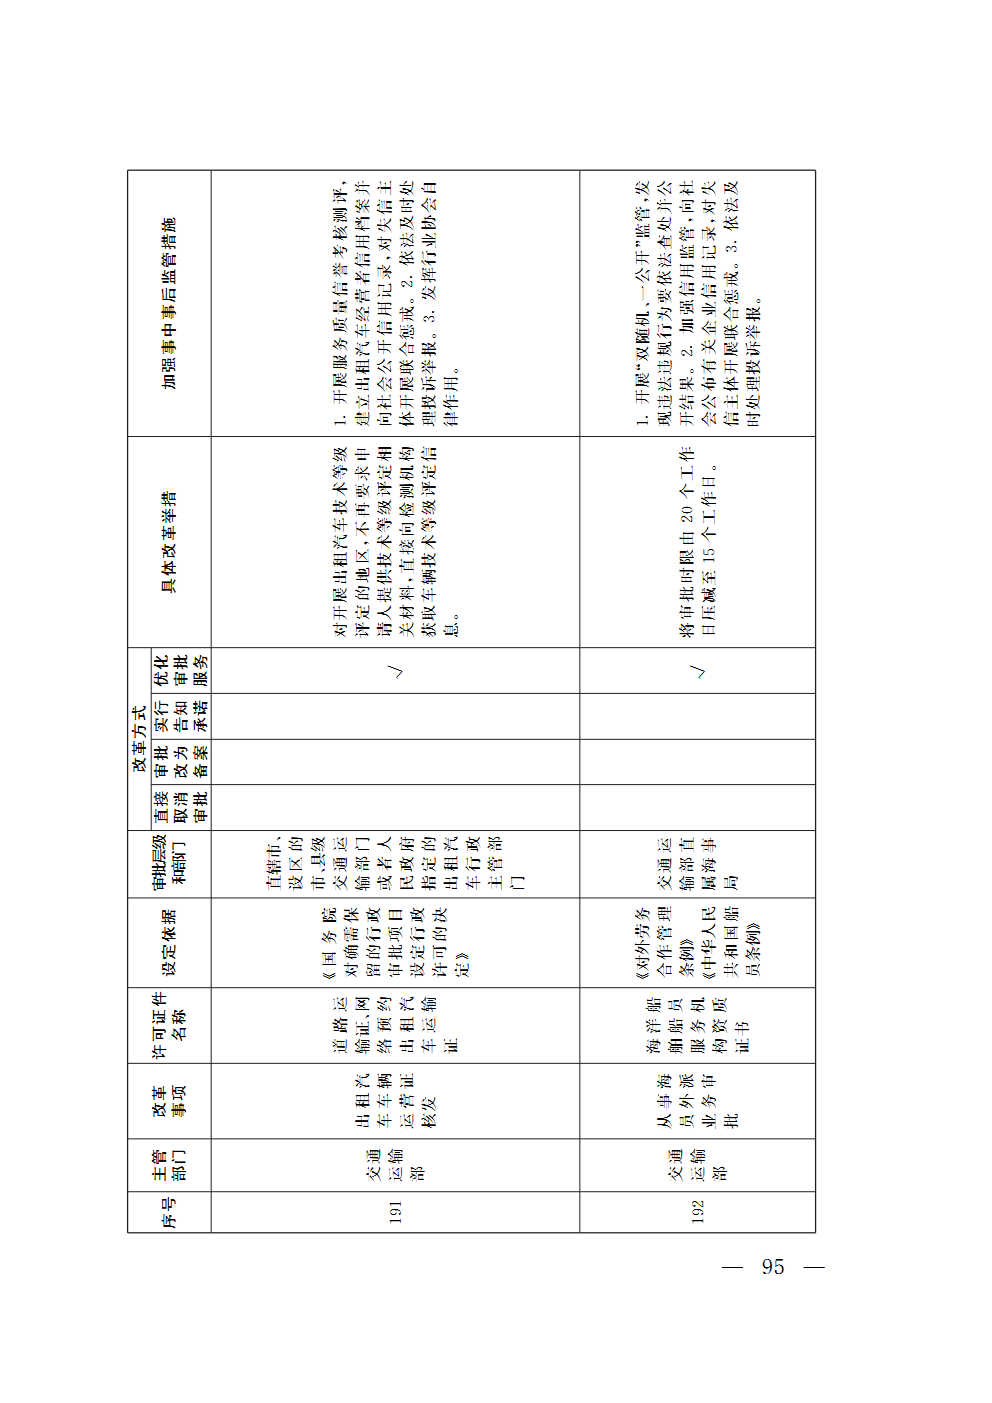 序号
主管
部门
改革
事项
许可证件
名称
设定依据
审批层级
和部门
改革方式
直接
取消
审批
审批
改为
备案
实行
告知
承诺
优化
审批
服务
具体改革举措
加强事中事后监管措施
191
交通
运输
部
出租汽
车车辆
运营证
核发
道路运
输证、网
络预约
出租汽
车运输
证
《国务院
对确需保
留的行政
审批项目
设定行政
许可的决
定》
直辖市、
设区的
市、县级
交通运
输部门
或者人
民政府
指定的
出租汽
车行政
主管部
门
√
对开展出租汽车技术等级
评定的地区,不再要求申
请人提供技术等级评定相
关材料,直接向检测机构
获取车辆技术等级评定信
息。
1. 开展服务质量信誉考核测评,
建立出租汽车经营者信用档案并
向社会公开信用记录,对失信主
体开展联合惩戒。2. 依法及时处
理投诉举报。3. 发挥行业协会自
律作用。
192
交通
运输
部
从事海
员外派
业务审
批
海洋船
舶船员
服务机
构资质
证书
《对外劳务
合作管理
条例》
《中华人民
共和国船
员条例》
交通运
输部直
属海事
局
√
将审批时限由 20 个工作
日压减至 15 个工作日。
1. 开展“双随机、一公开”监管,发
现违法违规行为要依法查处并公
开结果。2. 加强信用监管,向社
会公布有关企业信用记录,对失
信主体开展联合惩戒。3. 依法及
时处理投诉举报。
— 95 —